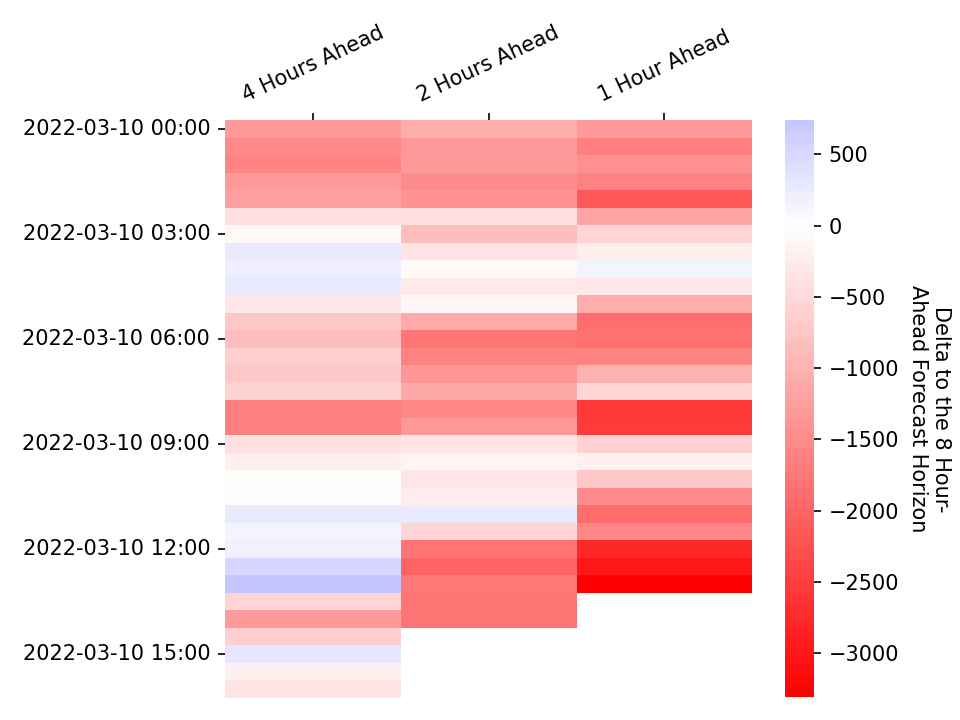 4 Hours Ahead
2 Hours Ahead
1 Hour Ahead
2022-03-10 00:00
2022-03-10 03:00
2022-03-10 06:00
2022-03-10 09:00
2022-03-10 12:00
2022-03-10 15:00
500
0
−500
−1000
−1500
−2000
−2500
−3000
Delta to the 8 Hour-
Ahead Forecast Horizon